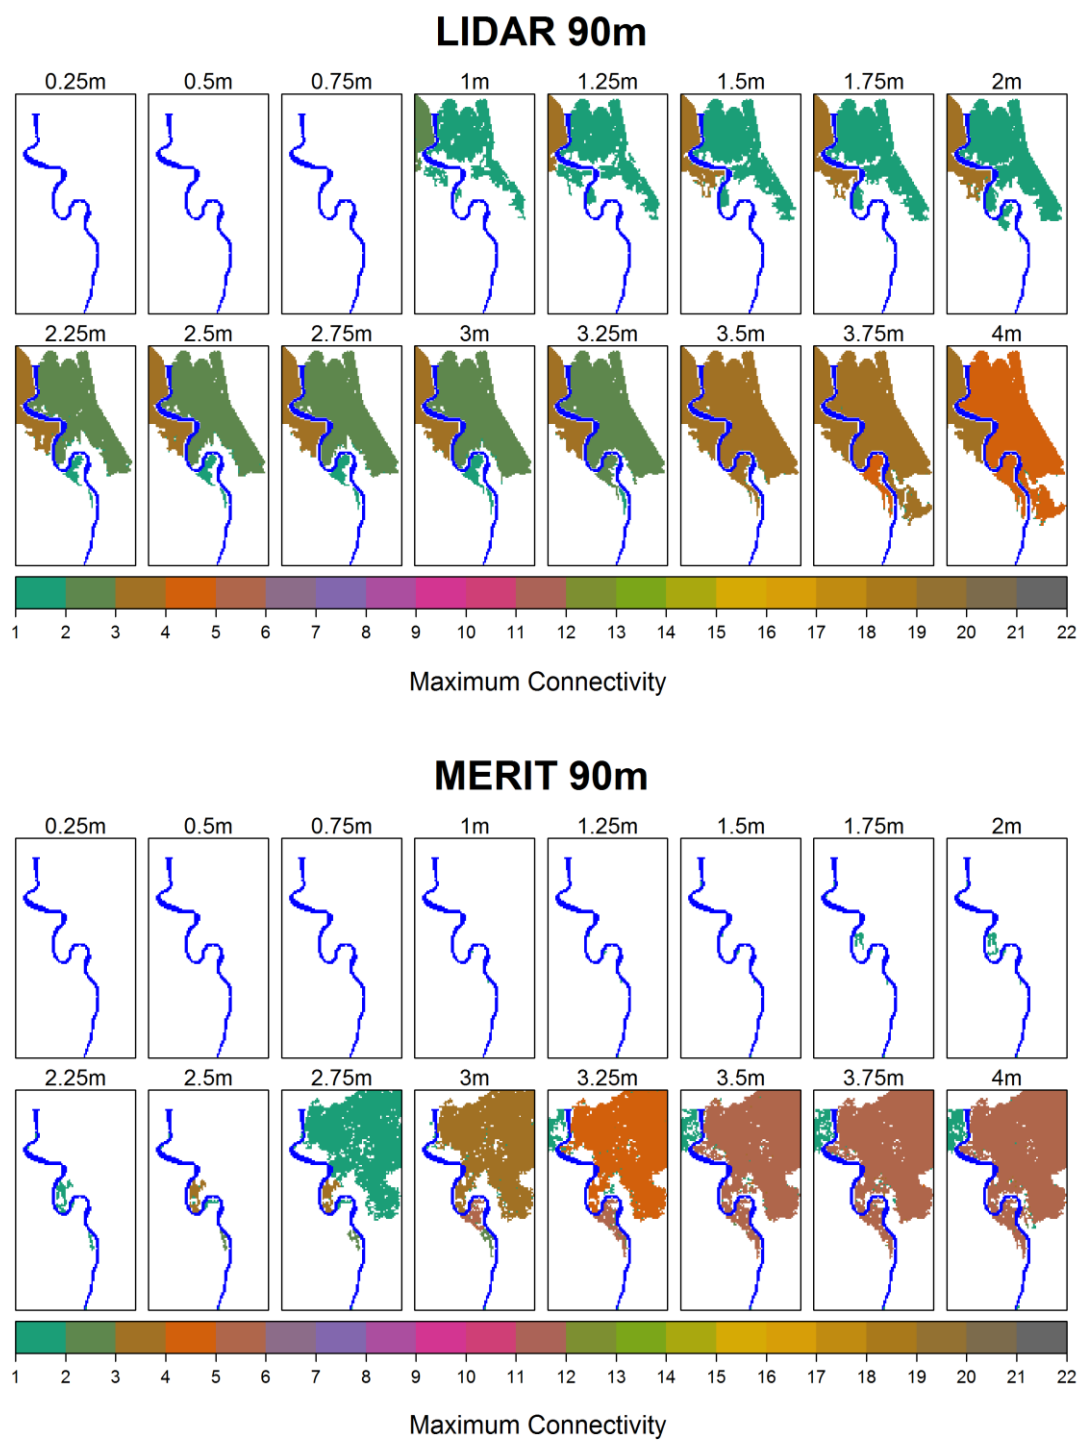 LIDAR 90m
0.25m 0.5m 0.75m 1m 1.25m 1.5m 1.75m 2m
2.25m 2.5m 2.75m 3m 3.25m 3.5m 3.75m 4m
1 2 3 4 5 6 7 8 9 10 11 12 13 14 15 16 17 18 19 20 21 22
Maximum Connectivity
MERIT 90m
0.25m 0.5m 0.75m 1m 1.25m 1.5m 1.75m 2m
2.25m 2.5m 2.75m 3m 3.25m 3.5m 3.75m 4m
1 2 3 4 5 6 7 8 9 10 11 12 13 14 15 16 17 18 19 20 21 22
Maximum Connectivity